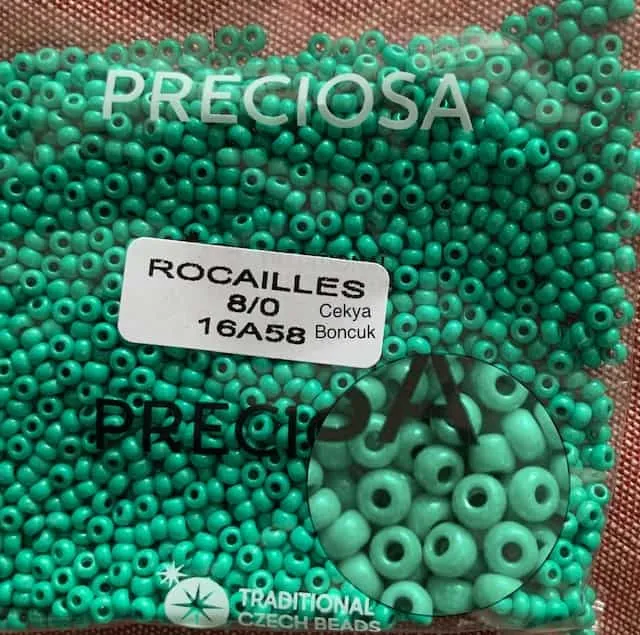 PRECIOSA
ROCAILLES
8/0
16A58
Cekya
Boncuk
PRECIOSA
TRADITIONAL
CZECH BEADS